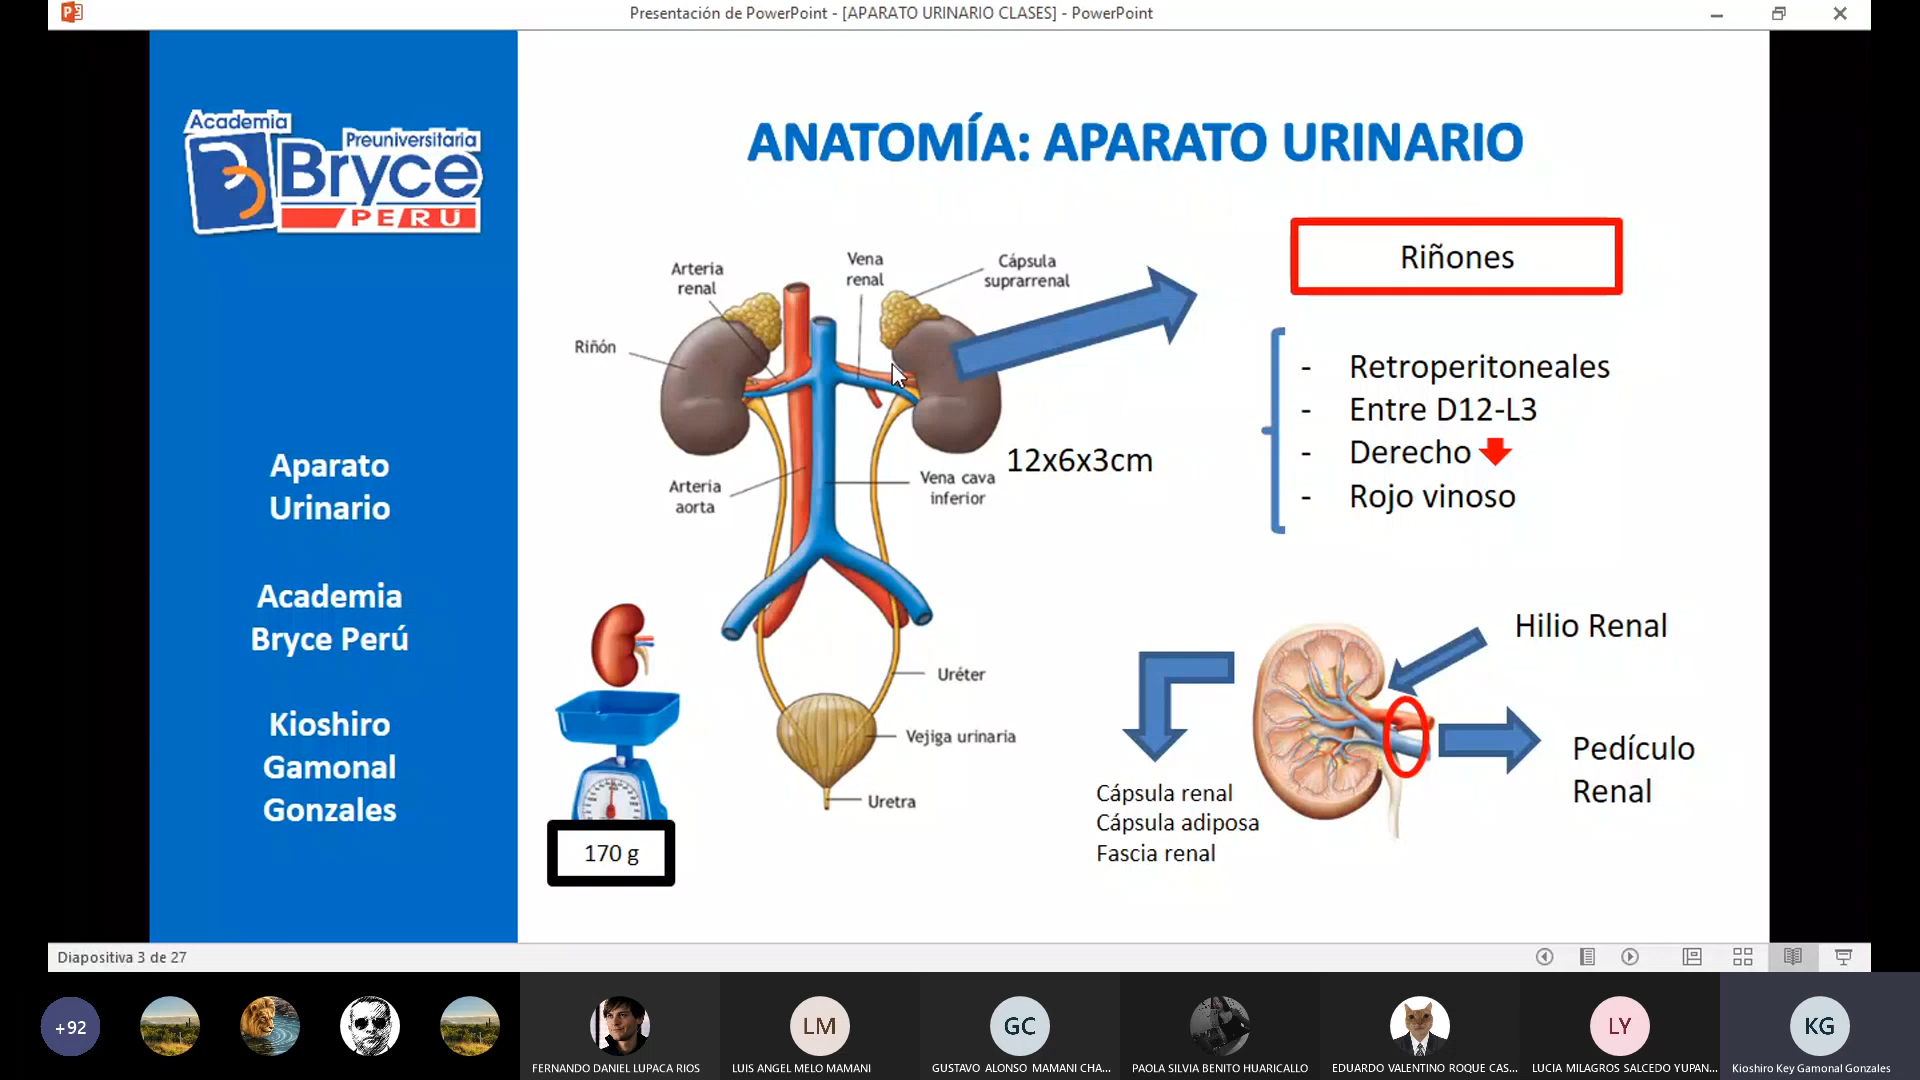 Presentación de PowerPoint - [APARATO URINARIO CLASES] - PowerPoint
Academia
Preuniversitaria
Bryce
PERÚ
Aparato
Urinario
Academia
Bryce Perú
Kioshiro
Gamonal
Gonzales
ANATOMÍA: APARATO URINARIO
Arteria
renal
Vena
renal
Cápsula
suprarrenal
Riñón
Arteria
aorta
Vena cava
inferior
12x6x3cm
Uréter
Vejiga urinaria
Uretra
170 g
Riñones
- Retroperitoneales
- Entre D12-L3
- Derecho
- Rojo vinoso
Hilio Renal
Pedículo
Renal
Cápsula renal
Cápsula adiposa
Fascia renal
Diapositiva 3 de 27
+92
FERNANDO DANIEL LUPACA RIOS
LM
LUIS ANGEL MELO MAMANI
GC
GUSTAVO ALONSO MAMANI CHA...
PAOLA SILVIA BENITO HUARICALLO
EDUARDO VALENTINO ROQUE CAS...
LY
LUCIA MILAGROS SALCEDO YUPAN...
KG
Kioshiro Key Gamonal Gonzales